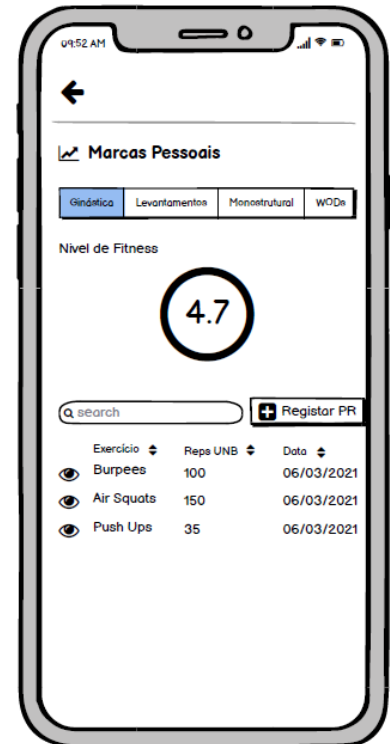 09:52 AM
Marcas Pessoais
Ginástica Levantamentos Monostrutural WODs
Nivel de Fitness
4.7
search Registar PR
Exercício Reps UNB Data
Burpees 100 06/03/2021
Air Squats 150 06/03/2021
Push Ups 35 06/03/2021